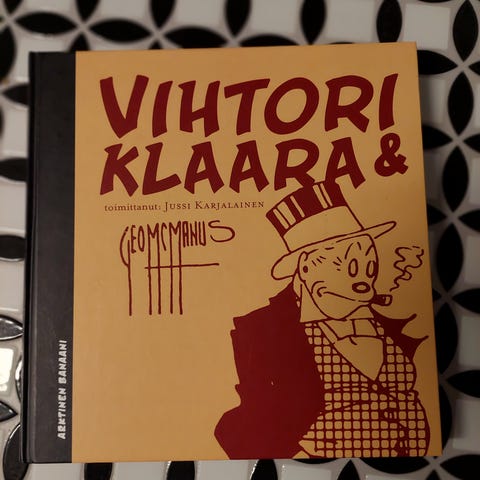 VIHTORI
KLAARA &
toimittanut: JUSSI KARJALAINEN
GEO MCMANUS
ARKTINEN BANAANI